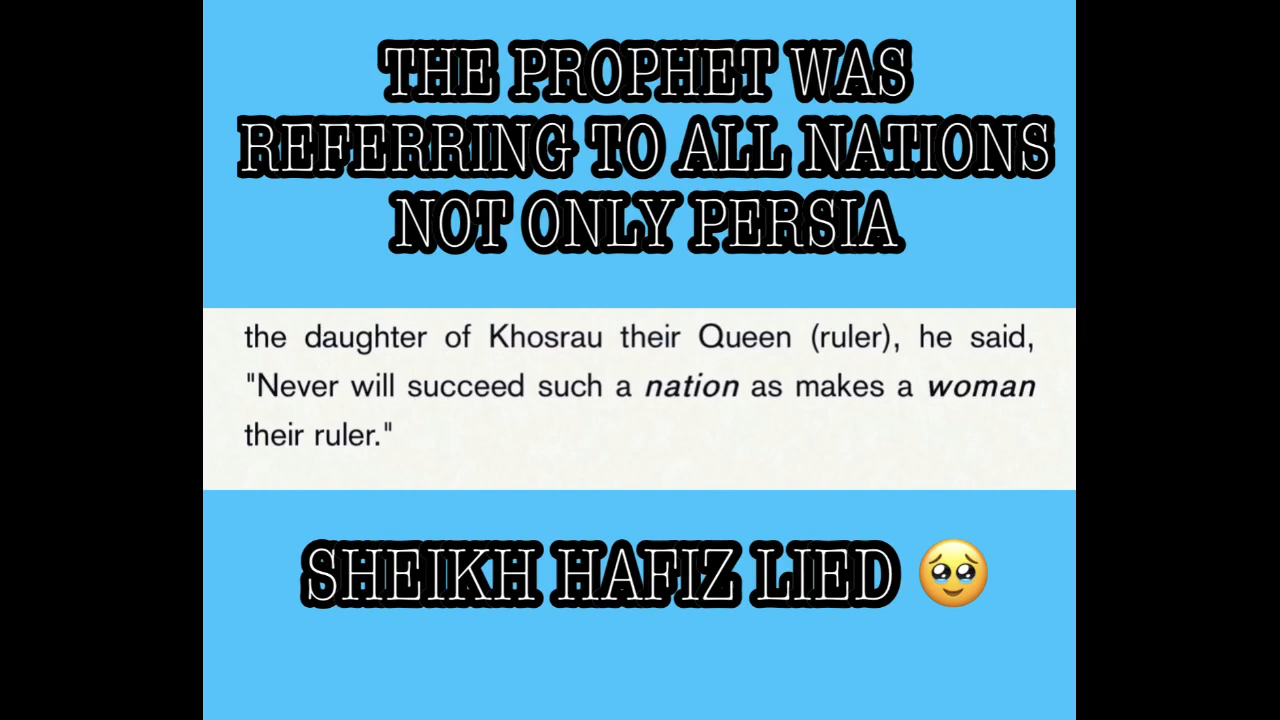 THE PROPHET WAS
REFERRING TO ALL NATIONS
NOT ONLY PERSIA
the daughter of Khosrau their Queen (ruler), he said,
"Never will succeed such a nation as makes a woman
their ruler."
SHEIKH HAFIZ LIED 🥹